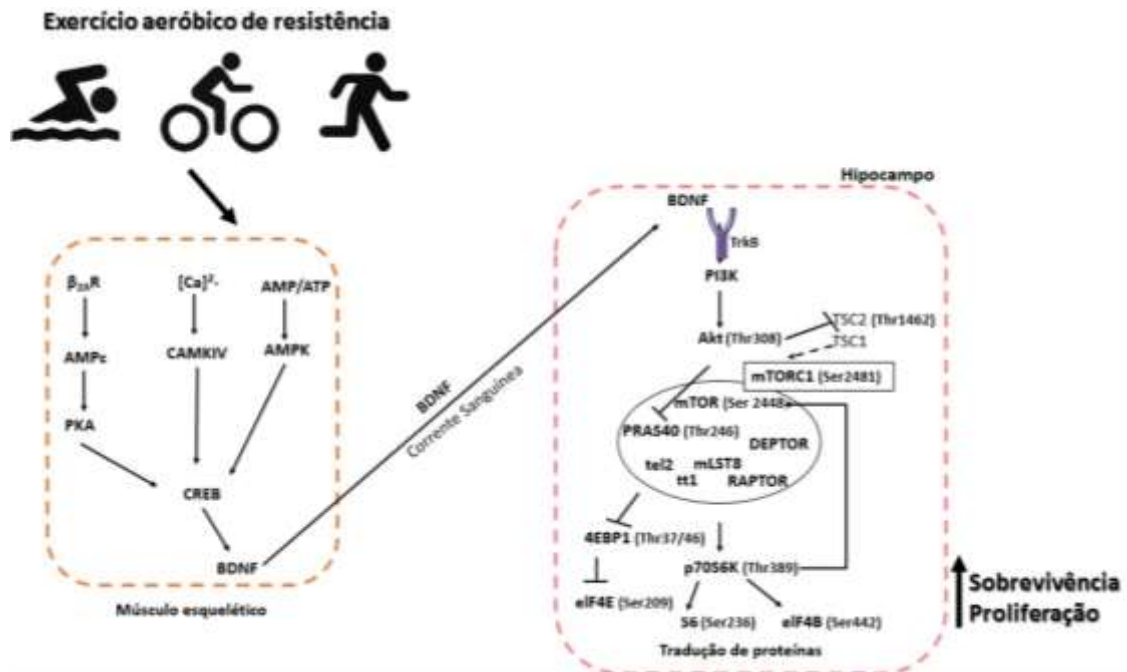 Exercício aeróbico de resistência
β₂ₐR
[Ca]²-
AMP/ATP
AMPc
CAMKIV
AMPK
PKA
CREB
BDNF
Músculo esquelético
BDNF
Corrente Sanguínea
Hipocampo
BDNF
TrkB
PI3K
Akt (Thr308)
TSC2 (Thr1462)
TSC1
mTORC1 (Ser2481)
mTOR (Ser 2448)
PRAS40 (Thr246)
DEPTOR
tel2
mLST8
tt1
RAPTOR
4EBP1 (Thr37/46)
p70S6K (Thr389)
eIF4E (Ser209)
S6 (Ser236)
eIF4B (Ser442)
Tradução de proteínas
Sobrevivência
Proliferação